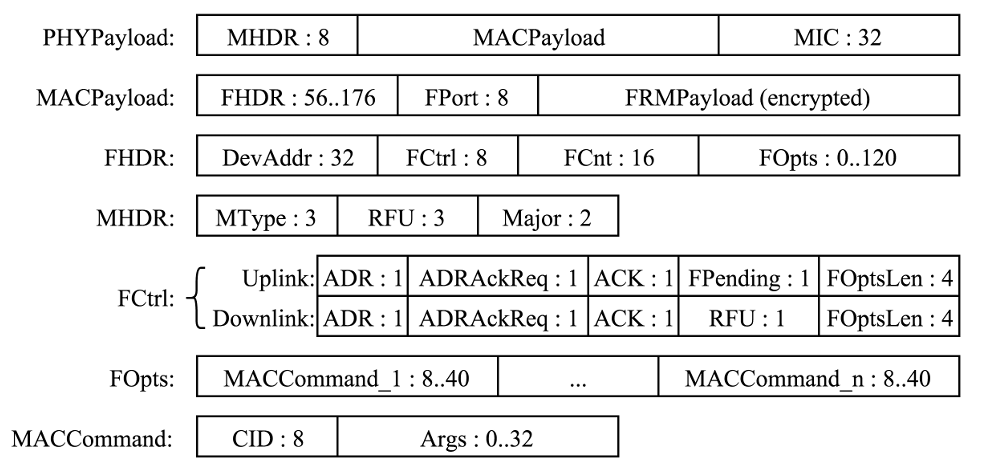 PHYPayload: MHDR : 8 MACPayload MIC : 32
MACPayload: FHDR : 56..176 FPort : 8 FRMPayload (encrypted)
FHDR: DevAddr : 32 FCtrl : 8 FCnt : 16 FOpts : 0..120
MHDR: MType : 3 RFU : 3 Major : 2
FCtrl:
Uplink: ADR : 1 ADRAckReq : 1 ACK : 1 FPending : 1 FOptsLen : 4
Downlink: ADR : 1 ADRAckReq : 1 ACK : 1 RFU : 1 FOptsLen : 4
FOpts: MACCommand_1 : 8..40 ... MACCommand_n : 8..40
MACCommand: CID : 8 Args : 0..32